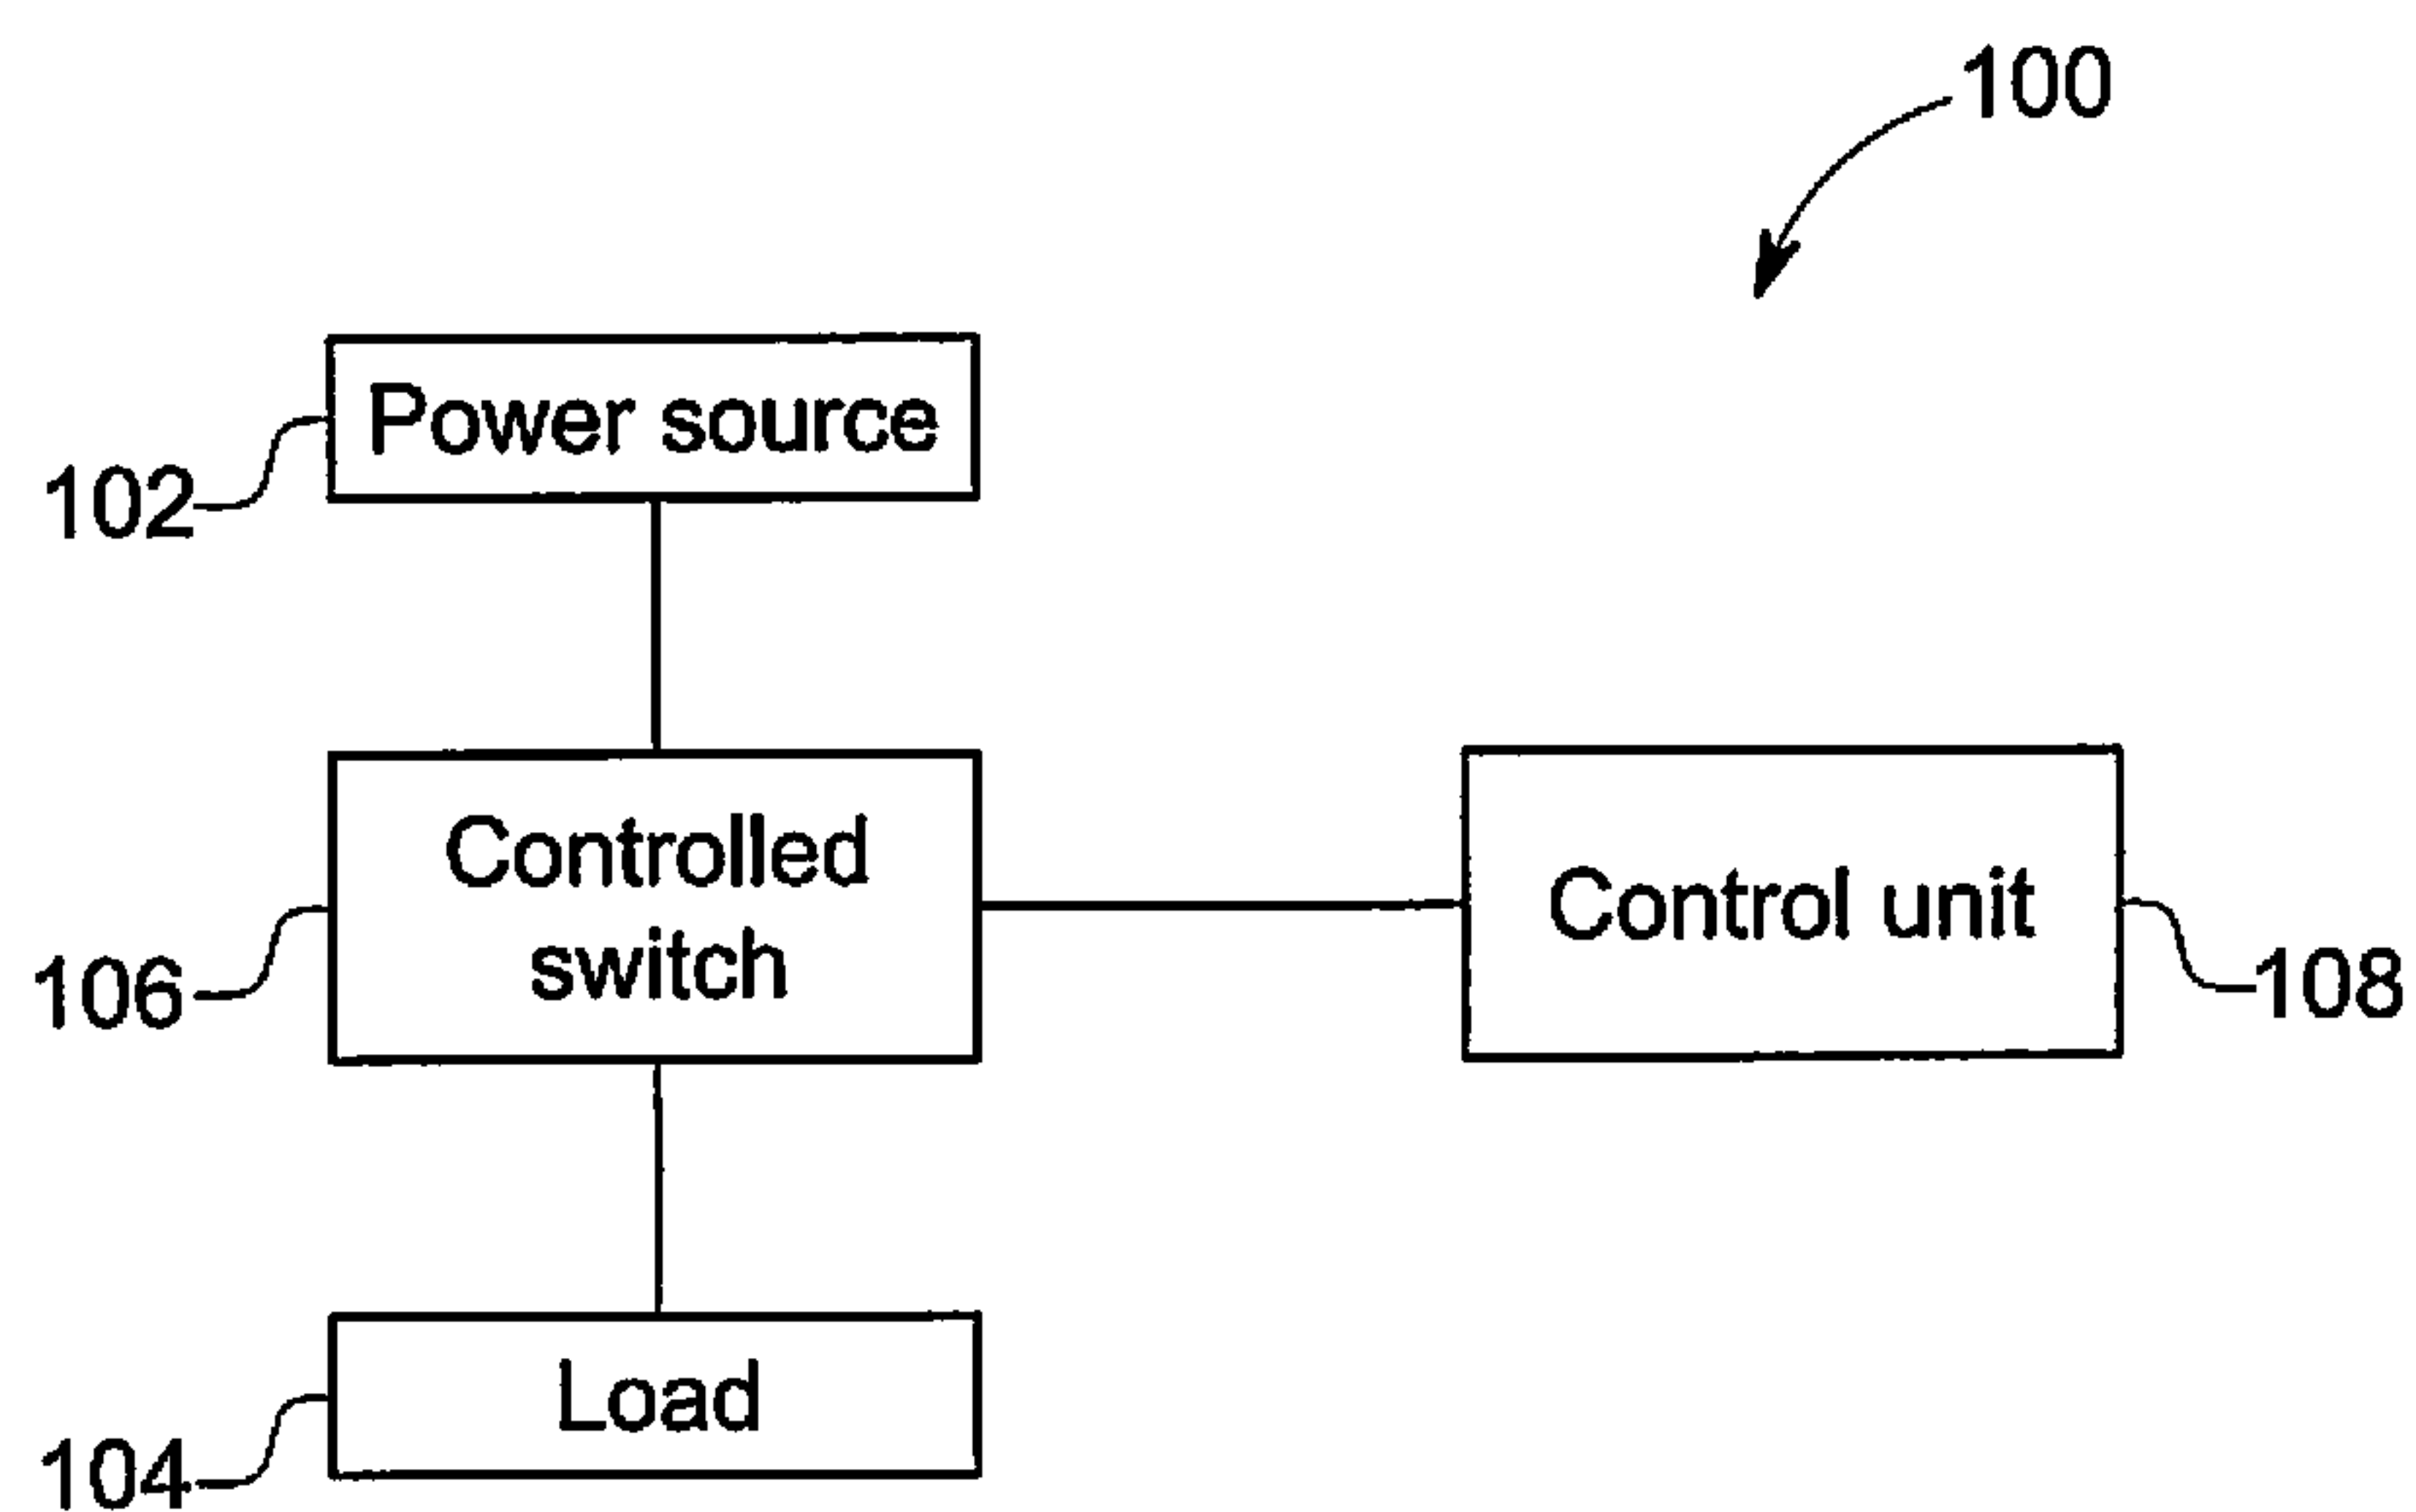 100
Power source
102
Controlled
switch
Control unit
106
108
Load
104